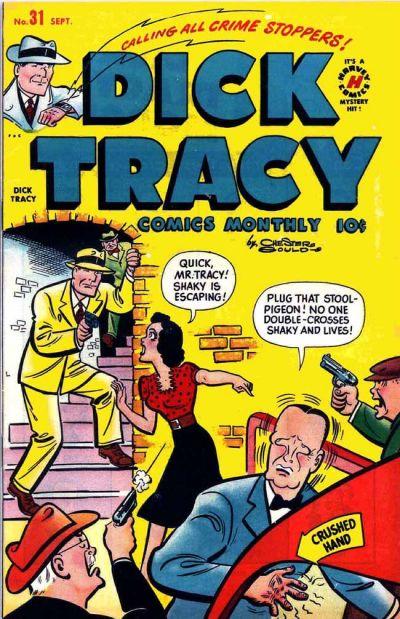 No. 31 SEPT.
CALLING ALL CRIME STOPPERS!
IT'S A
HARVEY
COMICS
H
MYSTERY
HIT!
DICK
TRACY
DICK
TRACY
COMICS MONTHLY 10¢
by CHESTER
GOULD
QUICK,
MR. TRACY!
SHAKY IS
ESCAPING!
PLUG THAT STOOL-
PIGEON! NO ONE
DOUBLE-CROSSES
SHAKY AND LIVES!
CRUSHED
HAND